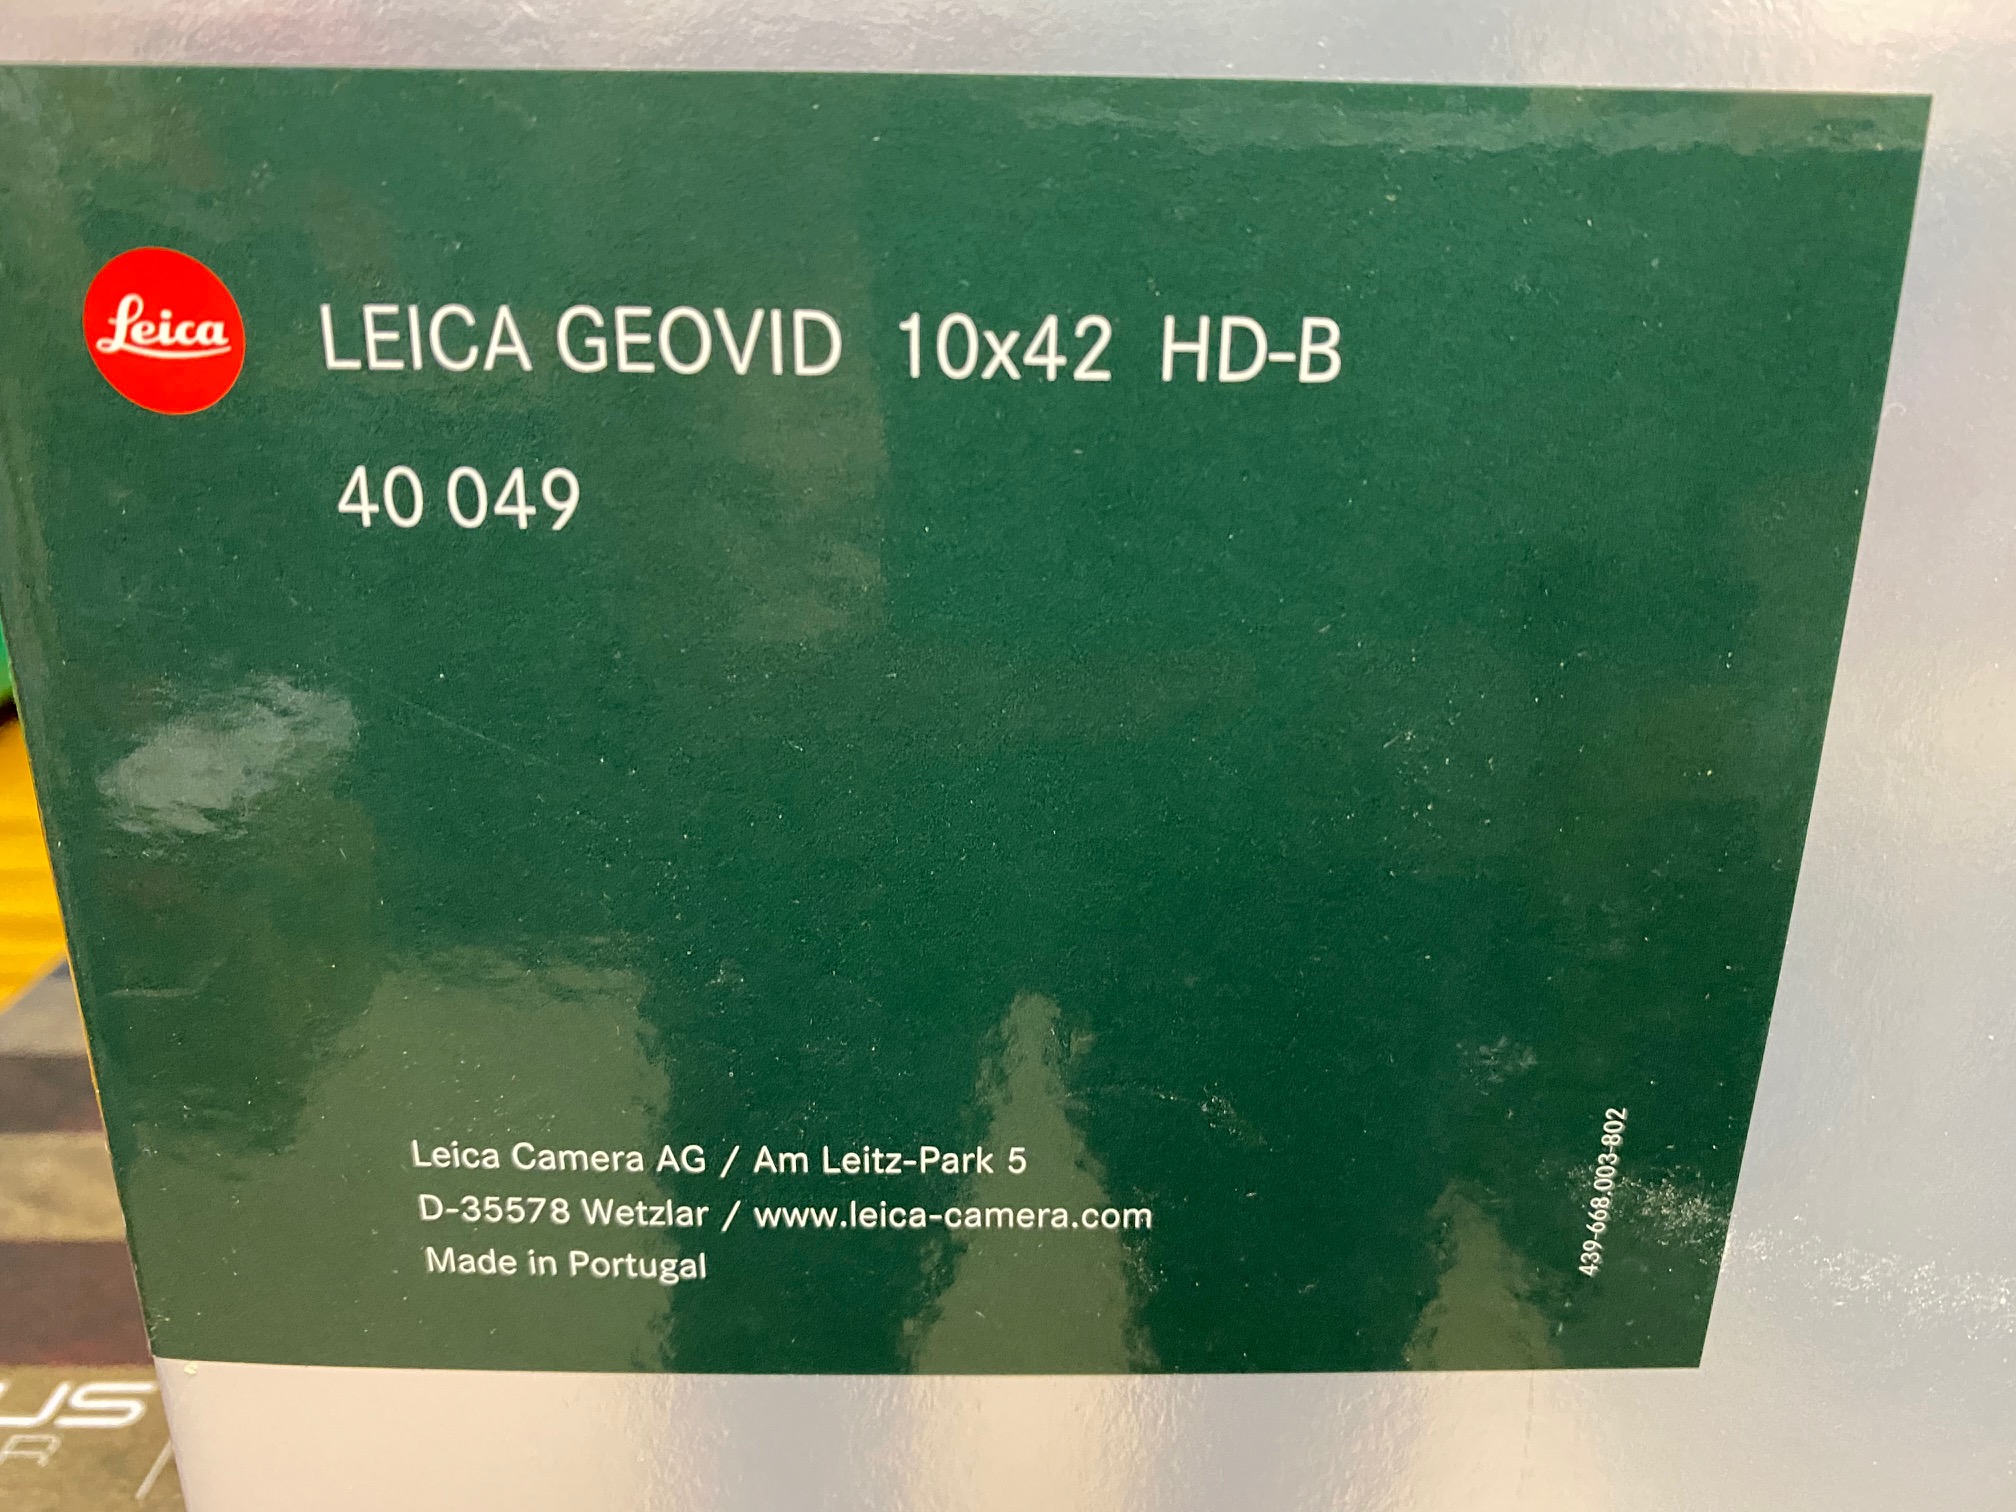 Leica
LEICA GEOVID 10x42 HD-B
40 049
Leica Camera AG / Am Leitz-Park 5
D-35578 Wetzlar / www.leica-camera.com
Made in Portugal
439-668.003-802